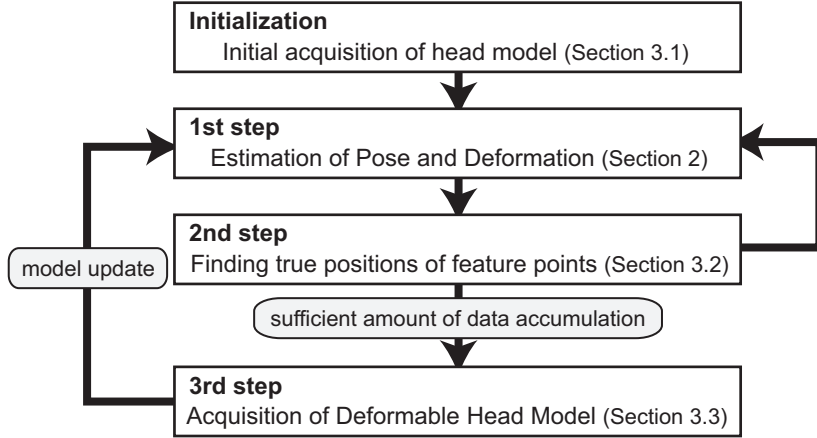 Initialization
Initial acquisition of head model (Section 3.1)
1st step
Estimation of Pose and Deformation (Section 2)
2nd step
Finding true positions of feature points (Section 3.2)
model update
sufficient amount of data accumulation
3rd step
Acquisition of Deformable Head Model (Section 3.3)